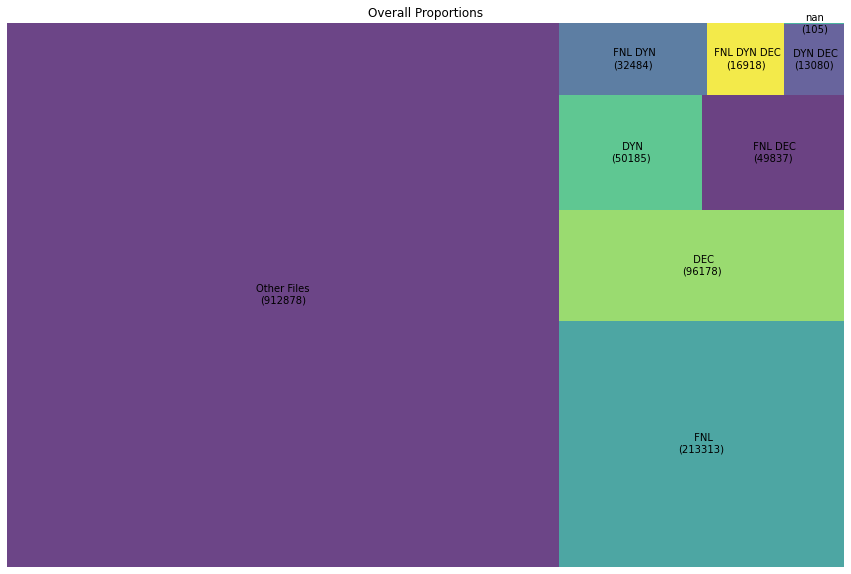 Overall Proportions
nan
(105)
FNL DYN
(32484)
FNL DYN DEC
(16918)
DYN DEC
(13080)
DYN
(50185)
FNL DEC
(49837)
DEC
(96178)
Other Files
(912878)
FNL
(213313)